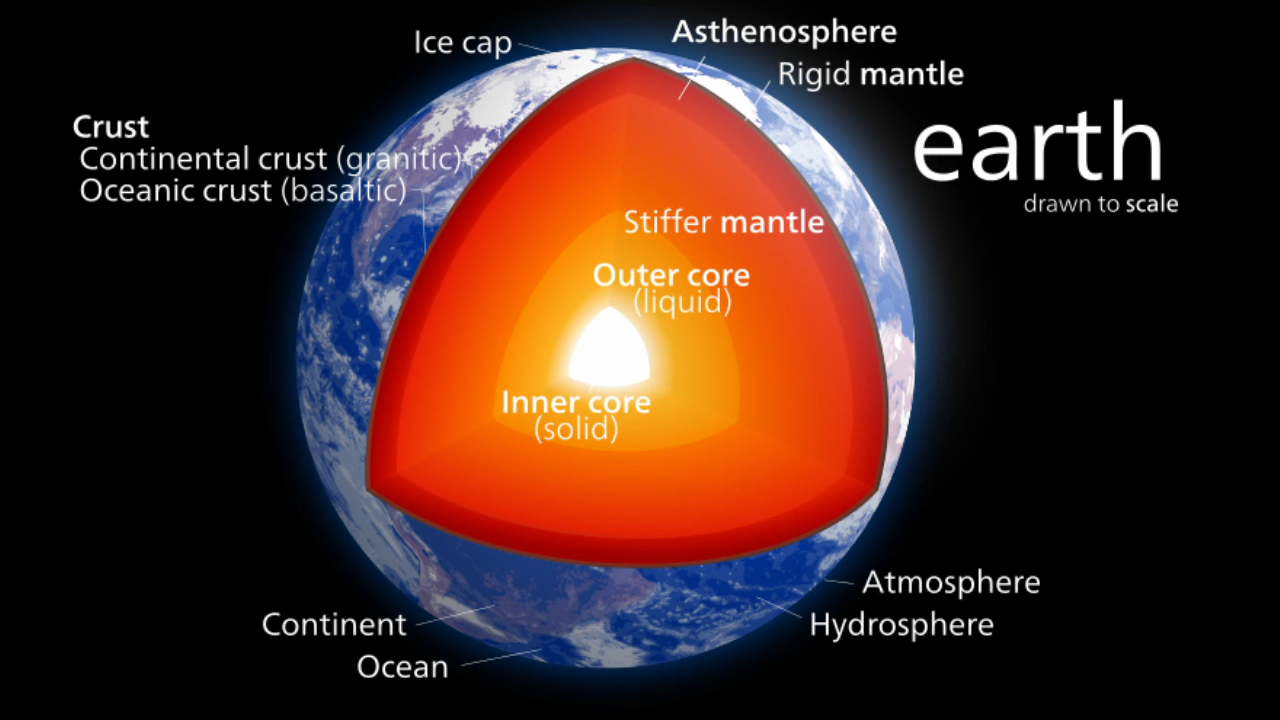 Ice cap
Asthenosphere
Rigid mantle
Crust
Continental crust (granitic)
Oceanic crust (basaltic)
earth
drawn to scale
Stiffer mantle
Outer core
(liquid)
Inner core
(solid)
Atmosphere
Continent
Hydrosphere
Ocean